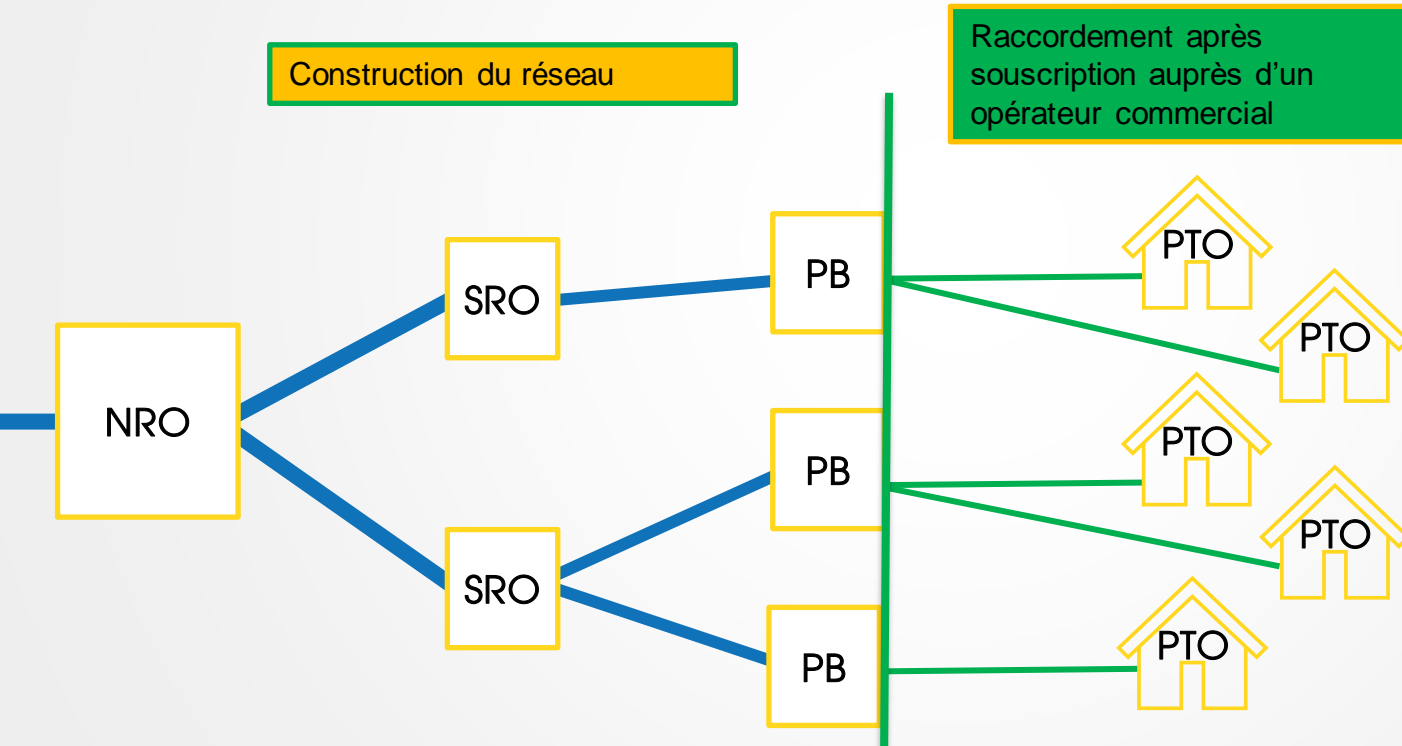 Construction du réseau
Raccordement après
souscription auprès d'un
opérateur commercial
NRO
SRO
SRO
PB
PB
PB
PTO
PTO
PTO
PTO
PTO